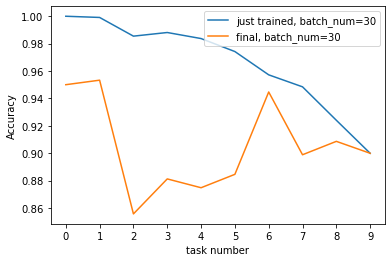 just trained, batch_num=30
final, batch_num=30
1.00
0.98
0.96
0.94
0.92
0.90
0.88
0.86
Accuracy
0 1 2 3 4 5 6 7 8 9
task number